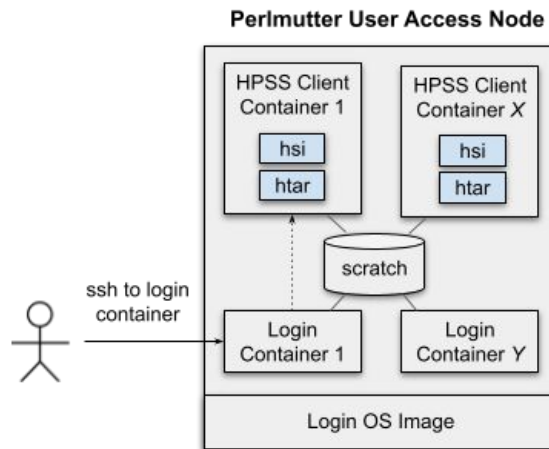 Perlmutter User Access Node
HPSS Client
Container 1
hsi
htar
HPSS Client
Container X
hsi
htar
scratch
ssh to login
container
Login
Container 1
Login
Container Y
Login OS Image